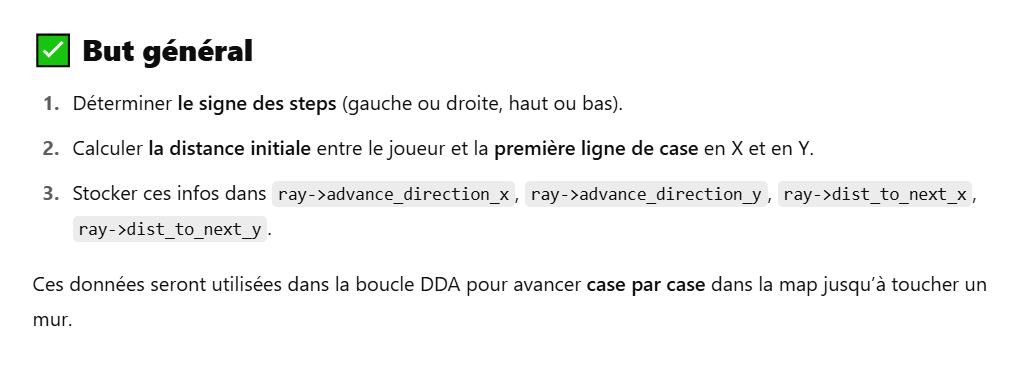 ✅ But général
1. Déterminer le signe des steps (gauche ou droite, haut ou bas).
2. Calculer la distance initiale entre le joueur et la première ligne de case en X et en Y.
3. Stocker ces infos dans ray->advance_direction_x, ray->advance_direction_y, ray->dist_to_next_x,
ray->dist_to_next_y.
Ces données seront utilisées dans la boucle DDA pour avancer case par case dans la map jusqu’à toucher un
mur.